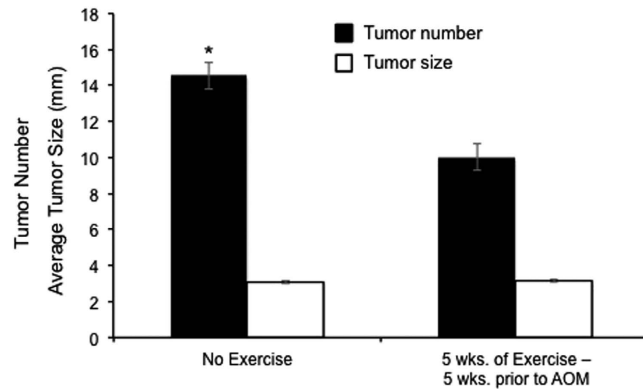 Tumor Number
Average Tumor Size (mm)
18
16
14
12
10
8
6
4
2
0
*
Tumor number
Tumor size
No Exercise
5 wks. of Exercise –
5 wks. prior to AOM